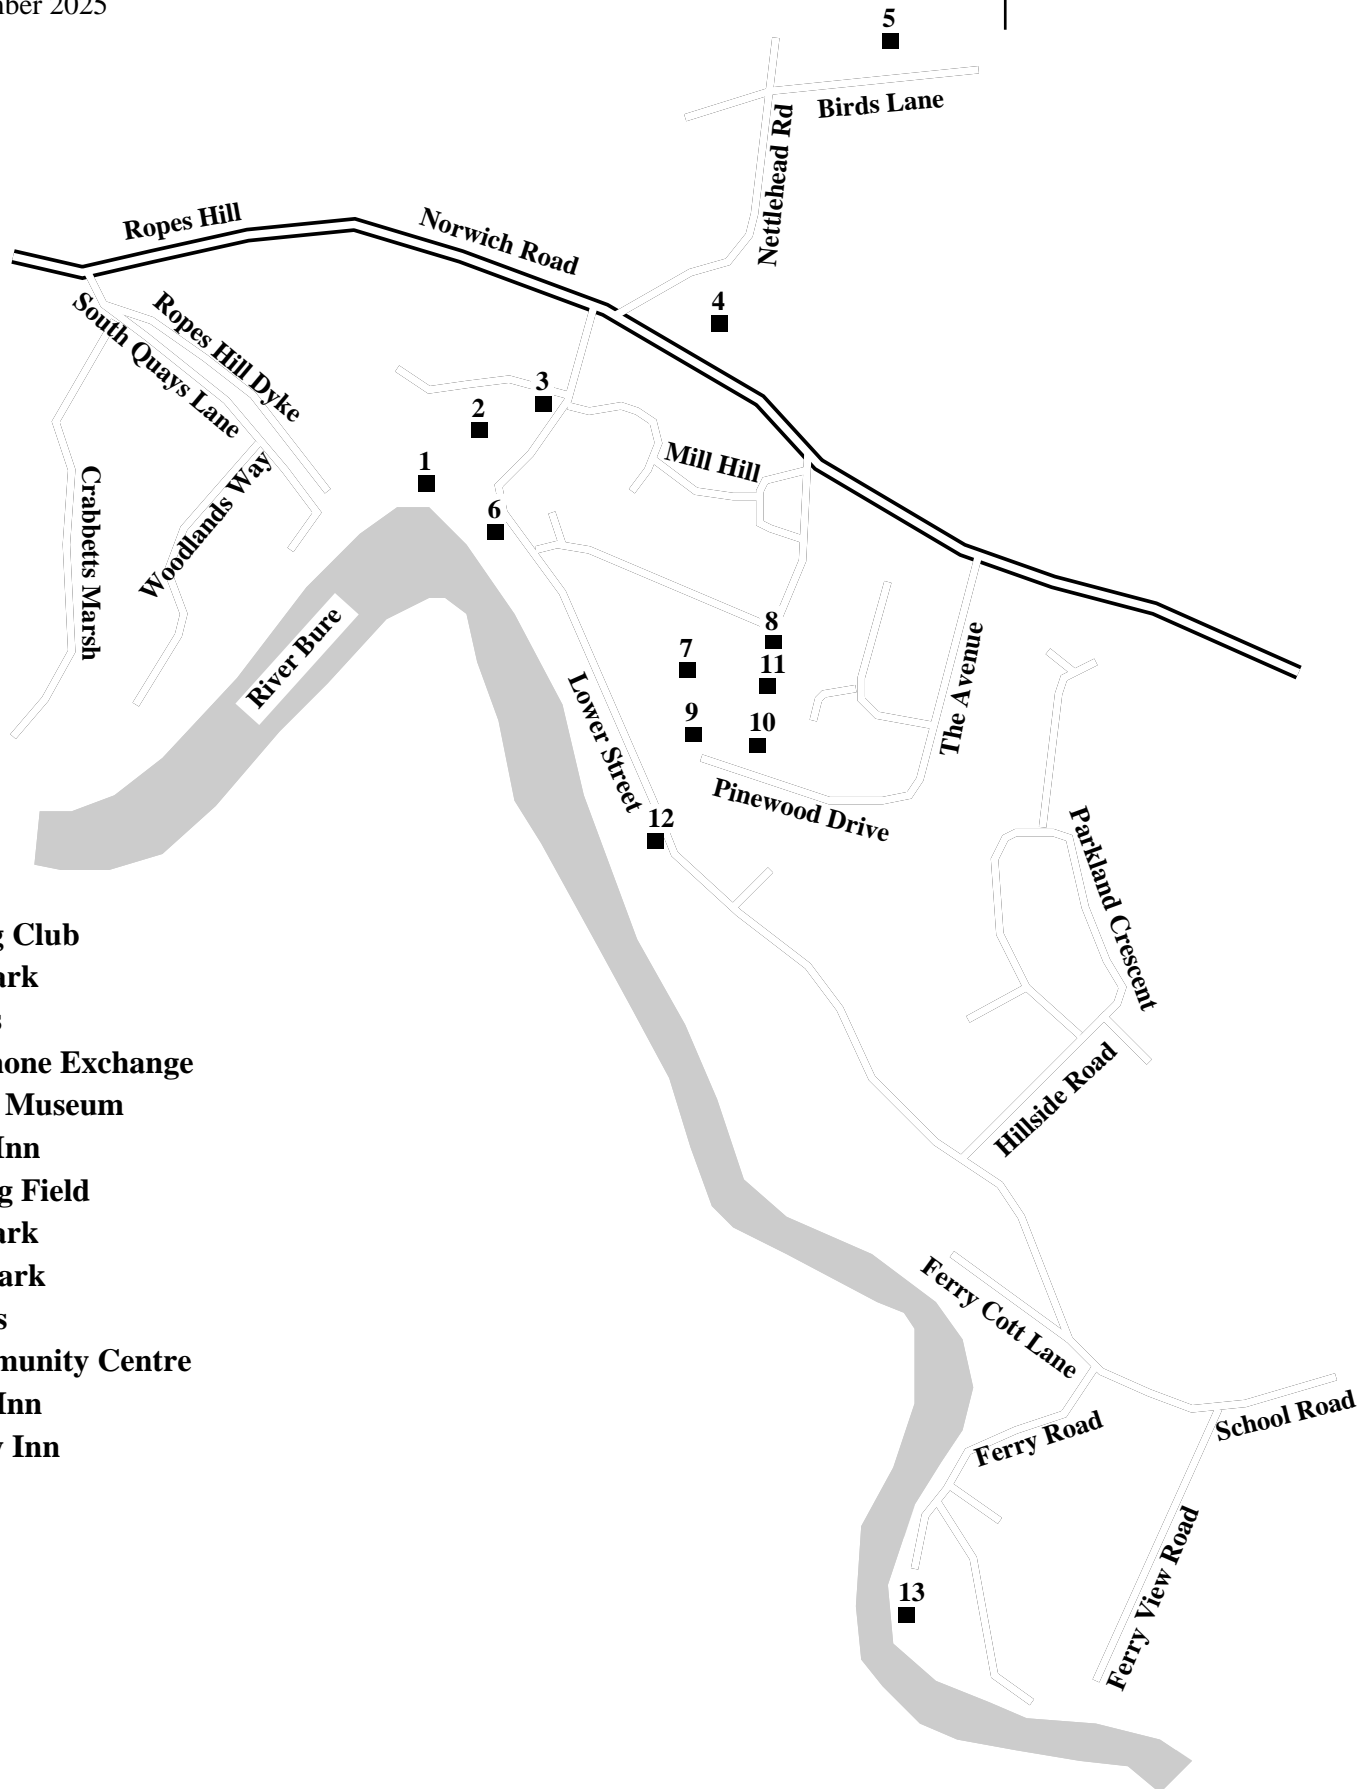 mber 2025
5
Birds Lane
Nettlehead Rd
Ropes Hill
Norwich Road
4
South Quays Lane
Ropes Hill Dyke
3
2
1
Mill Hill
6
Crabbetts Marsh
Woodlands Way
River Bure
8
7
11
The Avenue
Lower Street
9
10
Pinewood Drive
12
Parkland Crescent
g Club
ark
s
hone Exchange
Museum
Inn
g Field
ark
ark
s
munity Centre
Inn
y Inn
Hillside Road
Ferry Cott Lane
School Road
Ferry Road
Ferry View Road
13